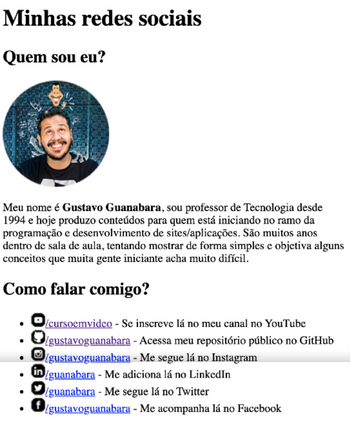 Minhas redes sociais
Quem sou eu?
Meu nome é Gustavo Guanabara, sou professor de Tecnologia desde
1994 e hoje produzo conteúdos para quem está iniciando no ramo da
programação e desenvolvimento de sites/aplicações. São muitos anos
dentro de sala de aula, tentando mostrar de forma simples e objetiva alguns
conceitos que muita gente iniciante acha muito difícil.
Como falar comigo?
/cursoemvideo - Se inscreve lá no meu canal no YouTube
/gustavoguanabara - Acessa meu repositório público no GitHub
/gustavoguanabara - Me segue lá no Instagram
/guanabara - Me adiciona lá no LinkedIn
/guanabara - Me segue lá no Twitter
/gustavoguanabara - Me acompanha lá no Facebook